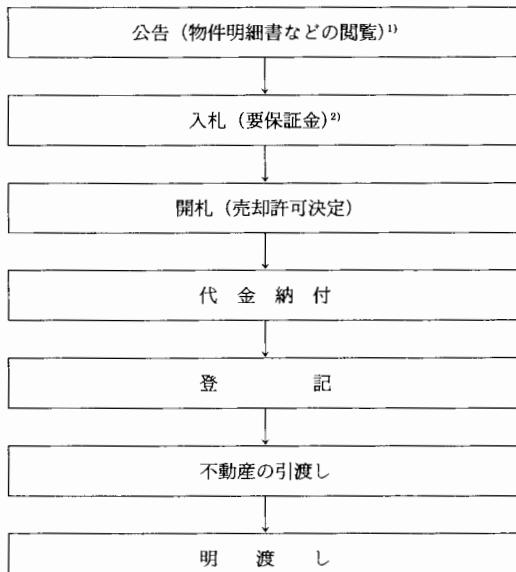 公告（物件明細書などの閲覧）¹⁾
入札（要保証金）²⁾
開札（売却許可決定）
代金納付
登記
不動産の引渡し
明渡し